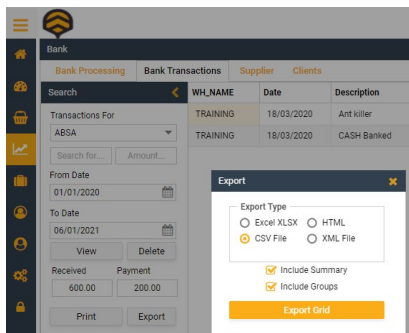 Bank
Bank Processing Bank Transactions Supplier Clients
Search WH_NAME Date Description
Transactions For TRAINING 18/03/2020 Ant killer
ABSA TRAINING 18/03/2020 CASH Banked
Search for... Amount...
From Date
01/01/2020
To Date
06/01/2021
View Delete
Received Payment
600.00 200.00
Print Export
Export
Export Type
Excel XLSX HTML
CSV File XML File
Include Summary
Include Groups
Export Grid